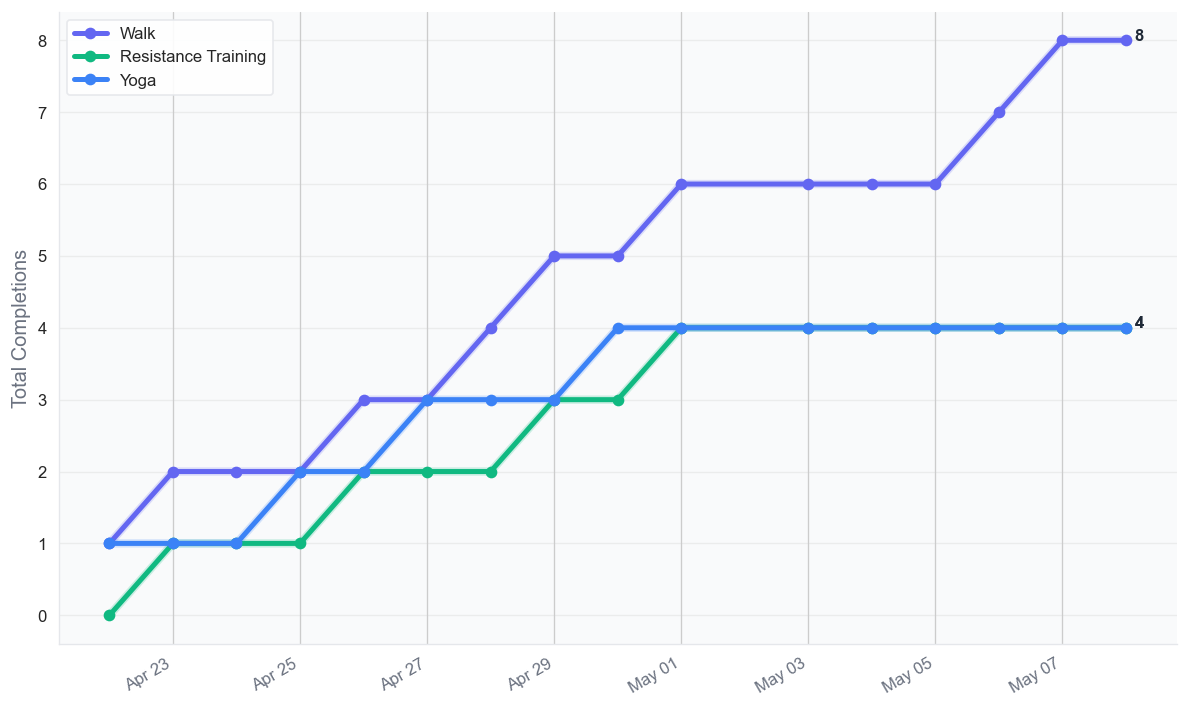 Walk
Resistance Training
Yoga
Total Completions
8
7
6
5
4
3
2
1
0
8
4
Apr 23
Apr 25
Apr 27
Apr 29
May 01
May 03
May 05
May 07